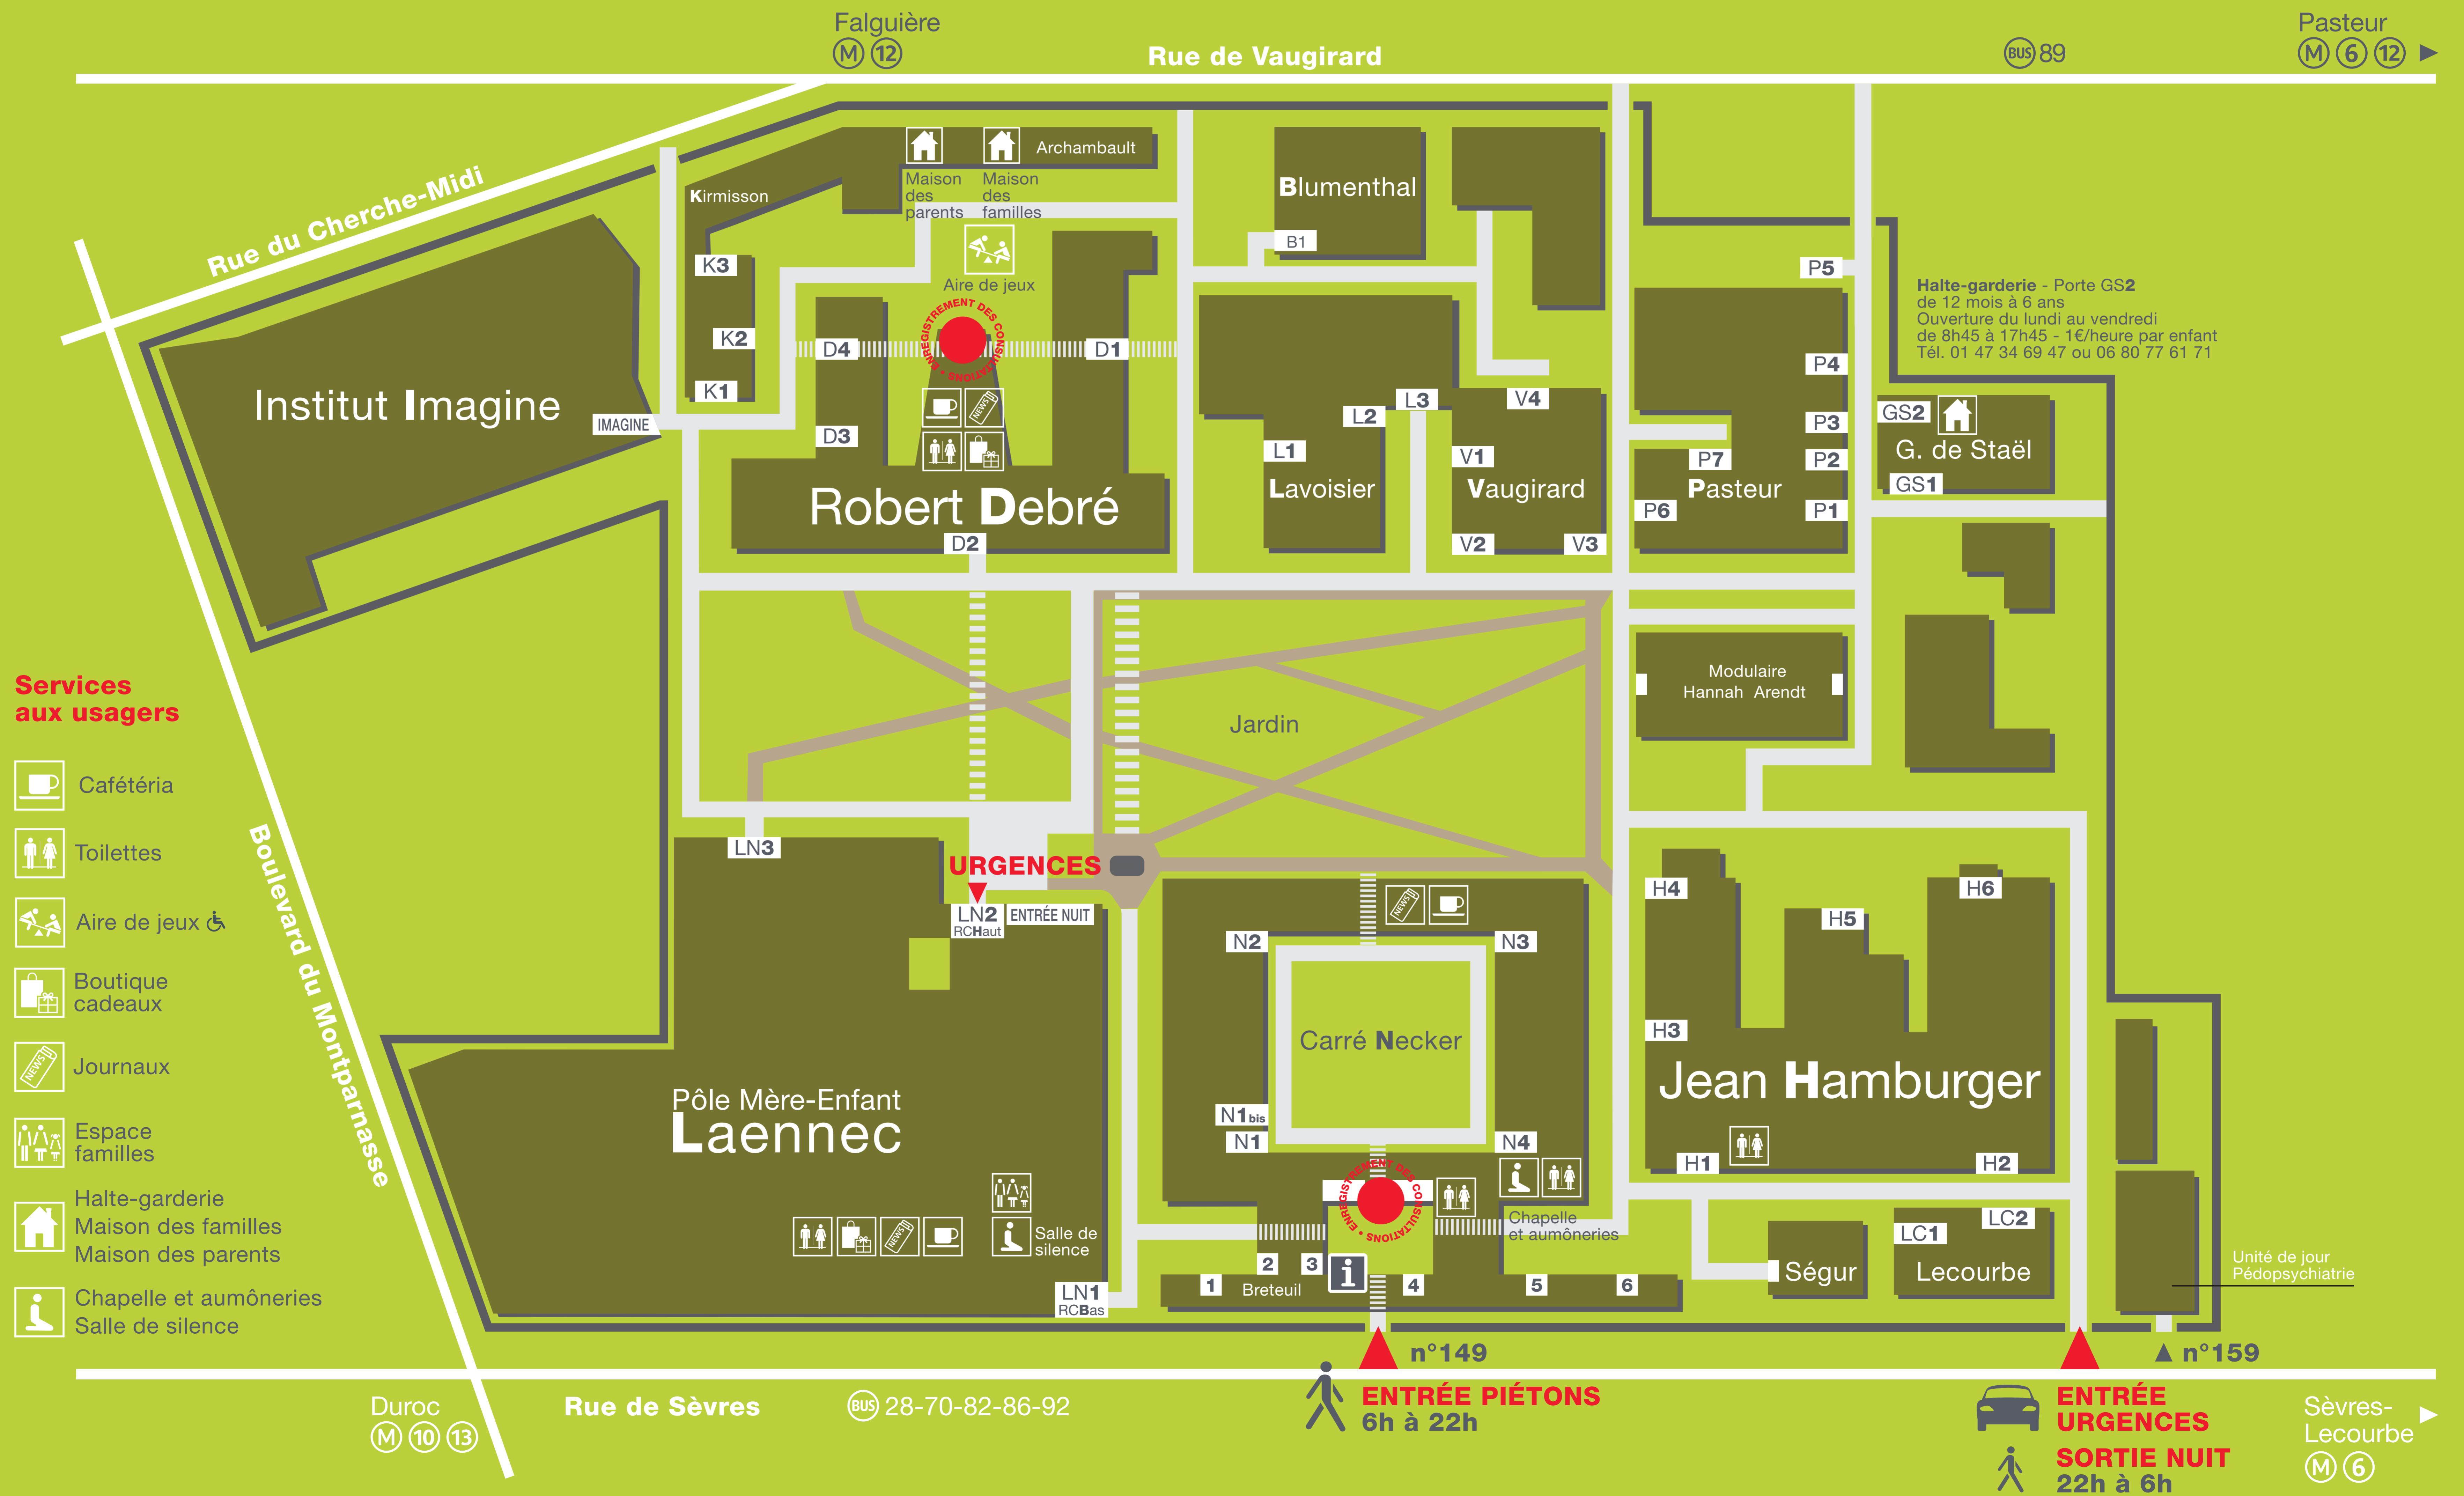 Falguière
M 12
Rue de Vaugirard
BUS 89
Pasteur
M 6 12
Rue du Cherche-Midi
Kirmisson
Archambault
Maison
des
parents
Maison
des
familles
Aire de jeux
K3
K2
K1
Institut Imagine
IMAGINE
ENREGISTREMENT DES CONSULTATIONS •
D4
D1
D3
NEWS
Robert Debré
D2
Blumenthal
B1
L3
L2
L1
Lavoisier
V4
V1
Vaugirard
V2
V3
P5
P4
P3
P2
P7
Pasteur
P6
P1
Halte-garderie - Porte GS2
de 12 mois à 6 ans
Ouverture du lundi au vendredi
de 8h45 à 17h45 - 1€/heure par enfant
Tél. 01 47 34 69 47 ou 06 80 77 61 71
GS2
G. de Staël
GS1
Modulaire
Hannah Arendt
Jardin
Services
aux usagers
Cafétéria
Toilettes
Aire de jeux
Boutique
cadeaux
NEWS
Journaux
Espace
familles
Halte-garderie
Maison des familles
Maison des parents
Chapelle et aumôneries
Salle de silence
Boulevard du Montparnasse
LN3
URGENCES
LN2
RCHaut
ENTRÉE NUIT
Pôle Mère-Enfant
Laennec
NEWS
Salle de
silence
LN1
RCBas
NEWS
N2
N3
Carré Necker
N1bis
N1
N4
ENREGISTREMENT DES CONSULTATIONS •
Chapelle
et aumôneries
1
2
3
Breteuil
i
4
5
6
H4
H6
H5
H3
Jean Hamburger
H1
H2
Ségur
LC1
LC2
Lecourbe
Unité de jour
Pédopsychiatrie
n°149
n°159
ENTRÉE PIÉTONS
6h à 22h
ENTRÉE
URGENCES
SORTIE NUIT
22h à 6h
Duroc
M 10 13
Rue de Sèvres
BUS 28-70-82-86-92
Sèvres-
Lecourbe
M 6